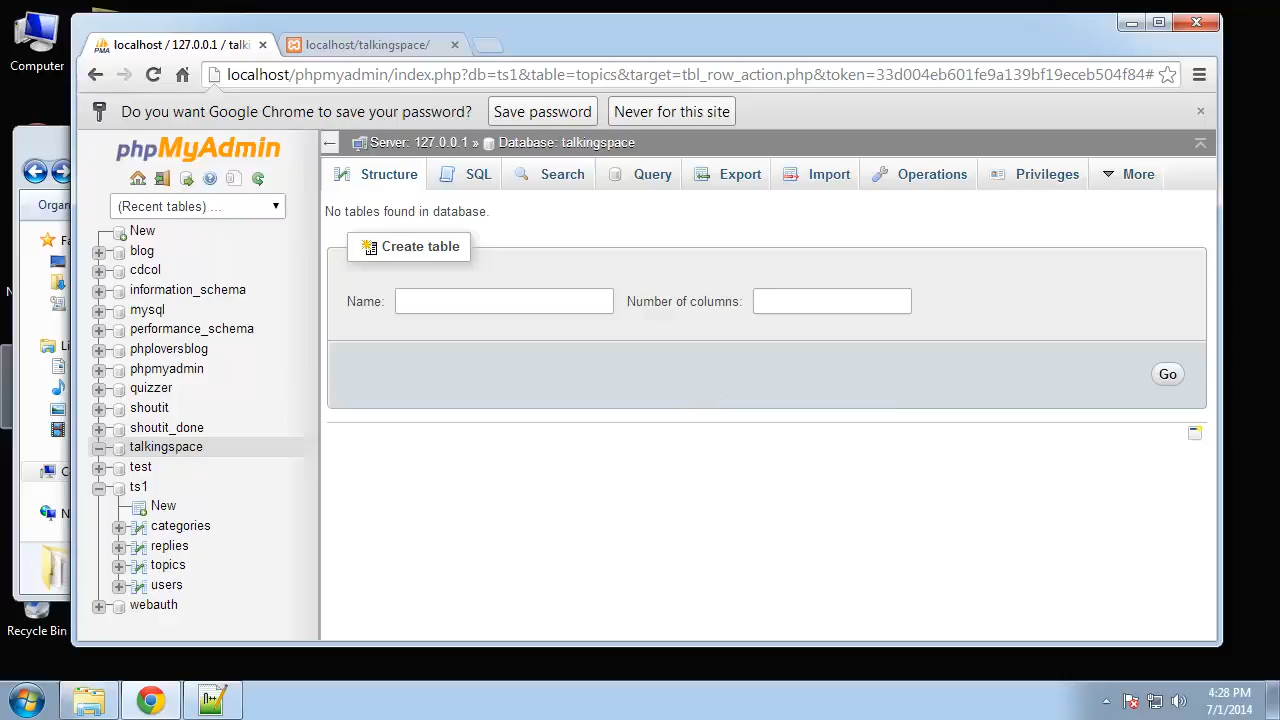 Computer
localhost / 127.0.0.1 / talki
localhost/talkingspace/
localhost/phpmyadmin/index.php?db=ts1&table=topics&target=tbl_row_action.php&token=33d004eb601fe9a139bf19eceb504f84#
Do you want Google Chrome to save your password?
Save password
Never for this site
phpMyAdmin
(Recent tables) ...
New
blog
cdcol
information_schema
mysql
performance_schema
phploversblog
phpmyadmin
quizzer
shoutit
shoutit_done
talkingspace
test
ts1
New
categories
replies
topics
users
webauth
Server: 127.0.0.1 » Database: talkingspace
Structure SQL Search Query Export Import Operations Privileges More
No tables found in database.
Create table
Name:
Number of columns:
Go
Organ
Recycle Bin
4:28 PM
7/1/2014